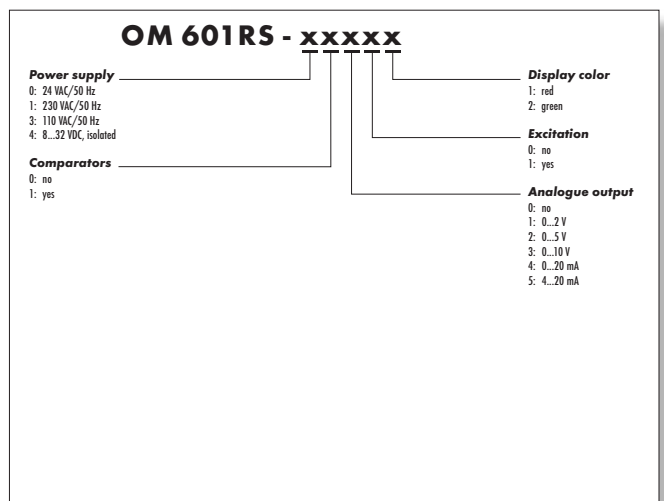 OM 601RS - xxxxx
Power supply
0: 24 VAC/50 Hz
1: 230 VAC/50 Hz
3: 110 VAC/50 Hz
4: 8...32 VDC, isolated
Comparators
0: no
1: yes
Display color
1: red
2: green
Excitation
0: no
1: yes
Analogue output
0: no
1: 0...2 V
2: 0...5 V
3: 0...10 V
4: 0...20 mA
5: 4...20 mA